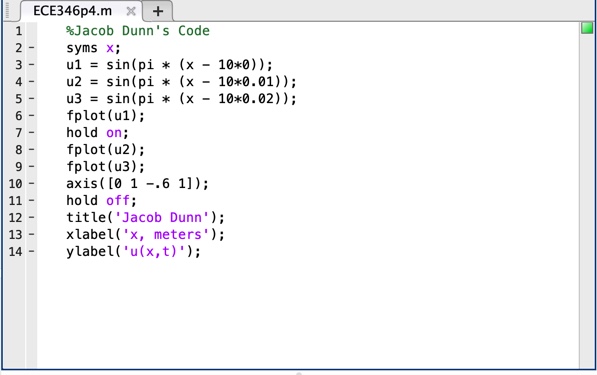 ECE346p4.m × +
1 %Jacob Dunn's Code
2 - syms x;
3 - u1 = sin(pi * (x - 10*0));
4 - u2 = sin(pi * (x - 10*0.01));
5 - u3 = sin(pi * (x - 10*0.02));
6 - fplot(u1);
7 - hold on;
8 - fplot(u2);
9 - fplot(u3);
10 - axis([0 1 -.6 1]);
11 - hold off;
12 - title('Jacob Dunn');
13 - xlabel('x, meters');
14 - ylabel('u(x,t)');